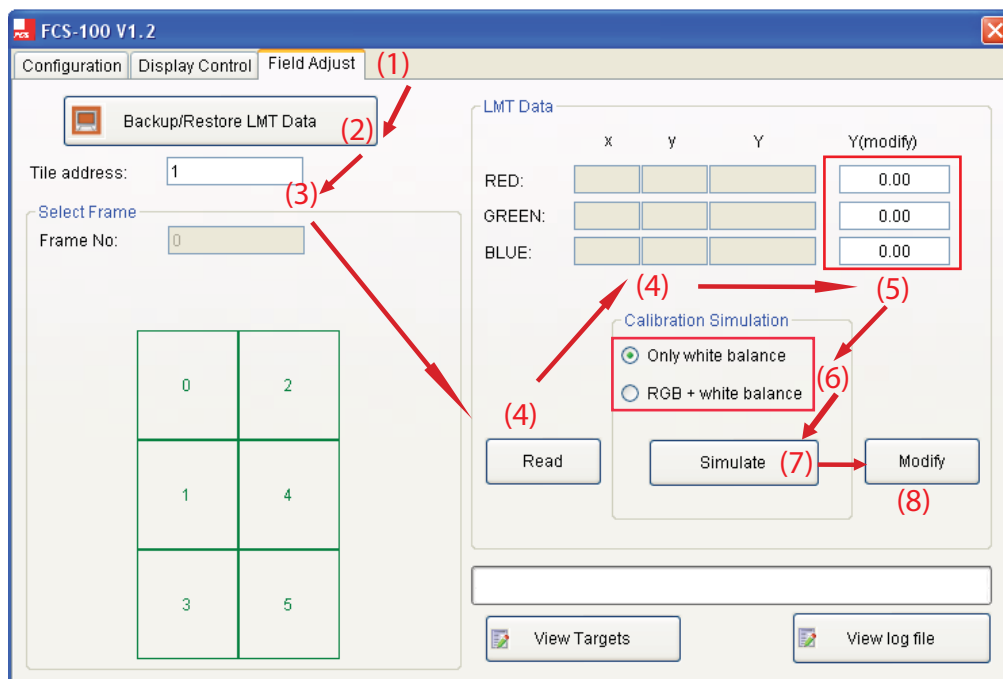 FCS-100 V1.2
Configuration Display Control Field Adjust (1)
Backup/Restore LMT Data (2)
Tile address: 1 (3)
Select Frame
Frame No: 0
0 2
1 4
3 5
LMT Data
x y Y Y(modify)
RED: 0.00
GREEN: 0.00
BLUE: 0.00
(4) (5)
Calibration Simulation
Only white balance
(6)
RGB + white balance
(4)
Read Simulate (7) Modify
(8)
View Targets View log file